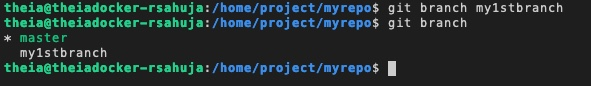 theia@theiadocker-rsahuja:/home/project/myrepo$ git branch my1stbranch
theia@theiadocker-rsahuja:/home/project/myrepo$ git branch
* master
  my1stbranch
theia@theiadocker-rsahuja:/home/project/myrepo$